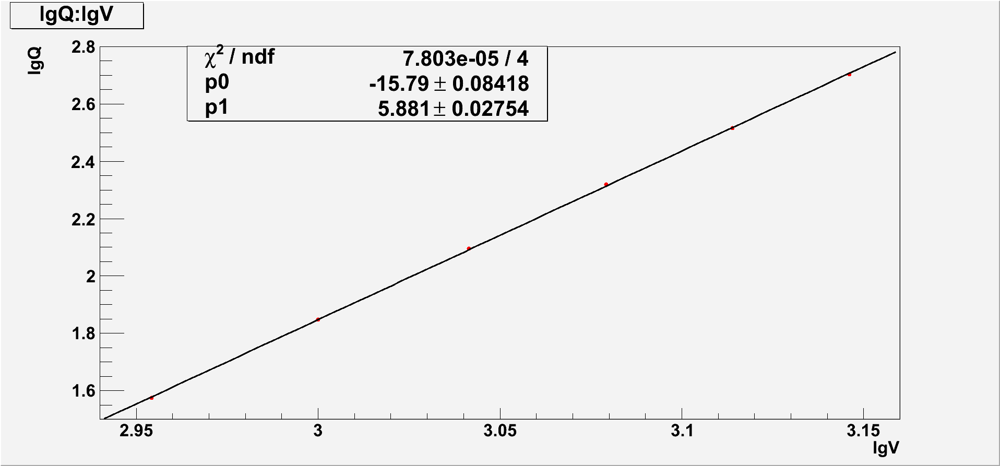 lgQ:lgV
lgQ
χ² / ndf 7.803e-05 / 4
p0 -15.79 ± 0.08418
p1 5.881 ± 0.02754
2.8
2.6
2.4
2.2
2
1.8
1.6
2.95 3 3.05 3.1 3.15
lgV